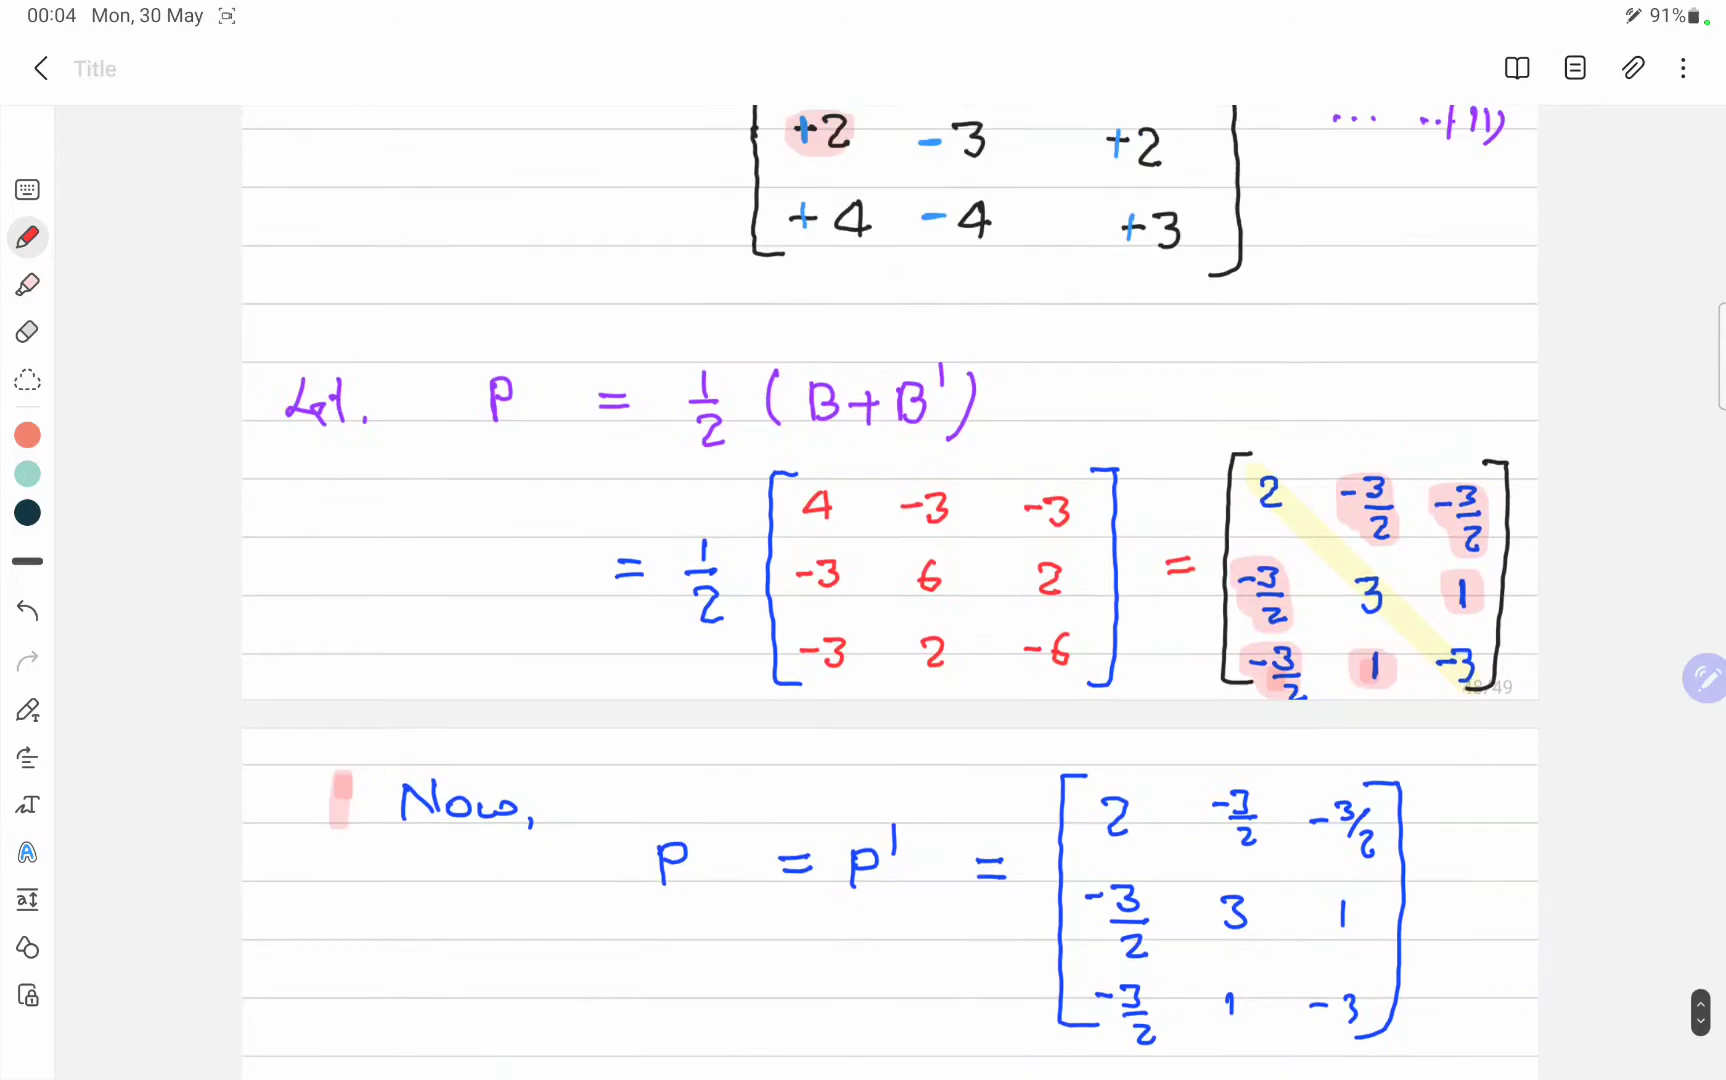 00:04 Mon, 30 May 91%
Title
+2 -3 +2
+4 -4 +3
Let. P = 1/2 (B+B')
= 1/2 [4 -3 -3 = [2 -3/2 -3/2
-3 6 2 -3/2 3 1
-3 2 -6] -3/2 1 -3]
48/49
Now,
P = P' = [2 -3/2 -3/2
-3/2 3 1
-3/2 1 -3]